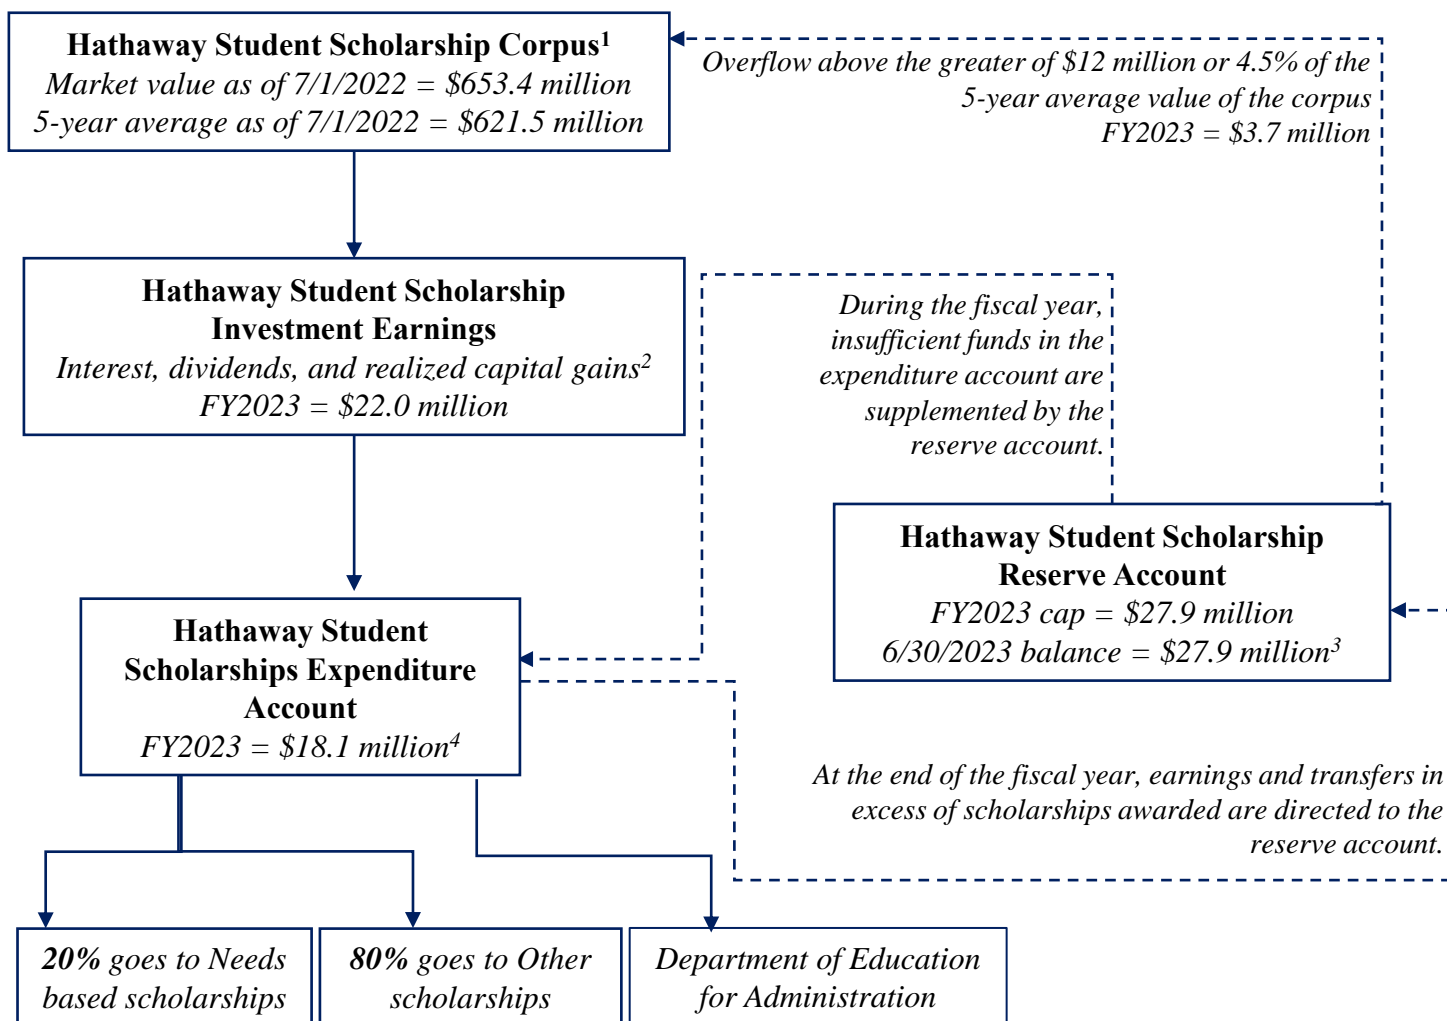 Hathaway Student Scholarship Corpus¹
Market value as of 7/1/2022 = $653.4 million
5-year average as of 7/1/2022 = $621.5 million
Overflow above the greater of $12 million or 4.5% of the
5-year average value of the corpus
FY2023 = $3.7 million
Hathaway Student Scholarship
Investment Earnings
Interest, dividends, and realized capital gains²
FY2023 = $22.0 million
During the fiscal year,
insufficient funds in the
expenditure account are
supplemented by the
reserve account.
Hathaway Student Scholarship
Reserve Account
FY2023 cap = $27.9 million
6/30/2023 balance = $27.9 million³
Hathaway Student
Scholarships Expenditure
Account
FY2023 = $18.1 million⁴
At the end of the fiscal year, earnings and transfers in
excess of scholarships awarded are directed to the
reserve account.
20% goes to Needs
based scholarships
80% goes to Other
scholarships
Department of Education
for Administration